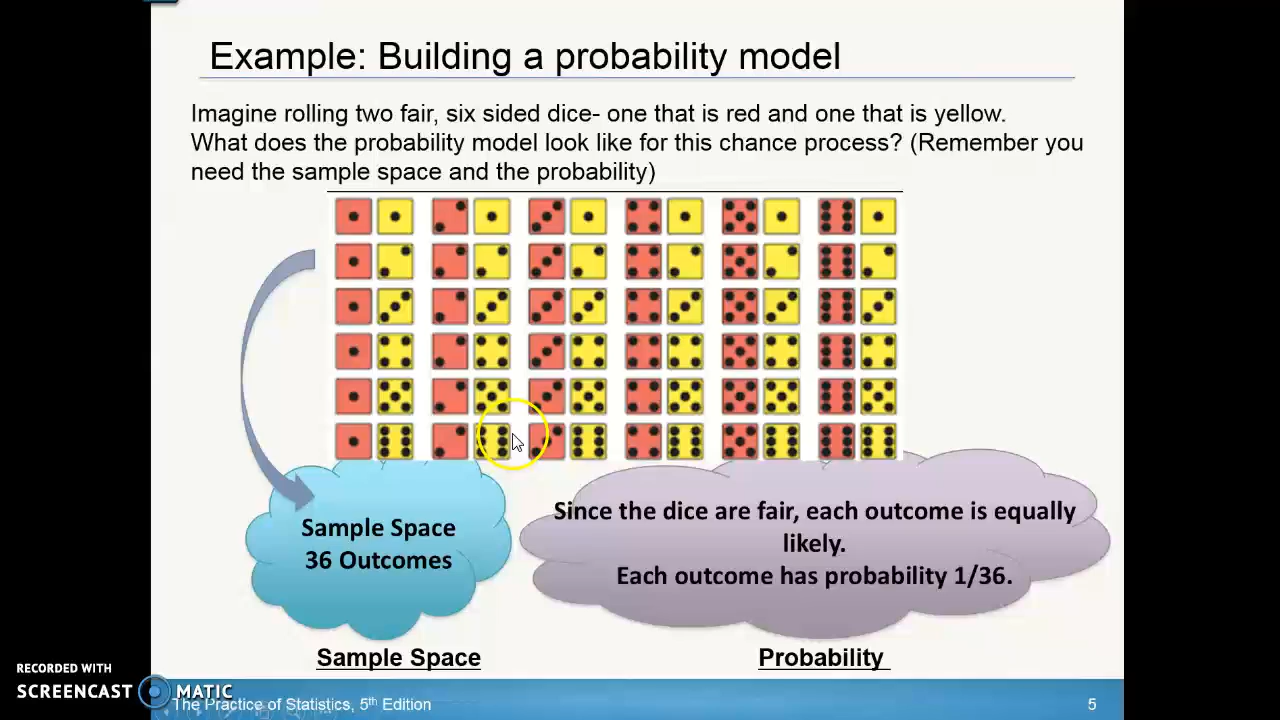 Example: Building a probability model
Imagine rolling two fair, six sided dice- one that is red and one that is yellow.
What does the probability model look like for this chance process? (Remember you
need the sample space and the probability)
Sample Space
36 Outcomes
Since the dice are fair, each outcome is equally
likely.
Each outcome has probability 1/36.
Sample Space
Probability
RECORDED WITH
SCREENCAST MATIC
The Practice of Statistics, 5th Edition
5